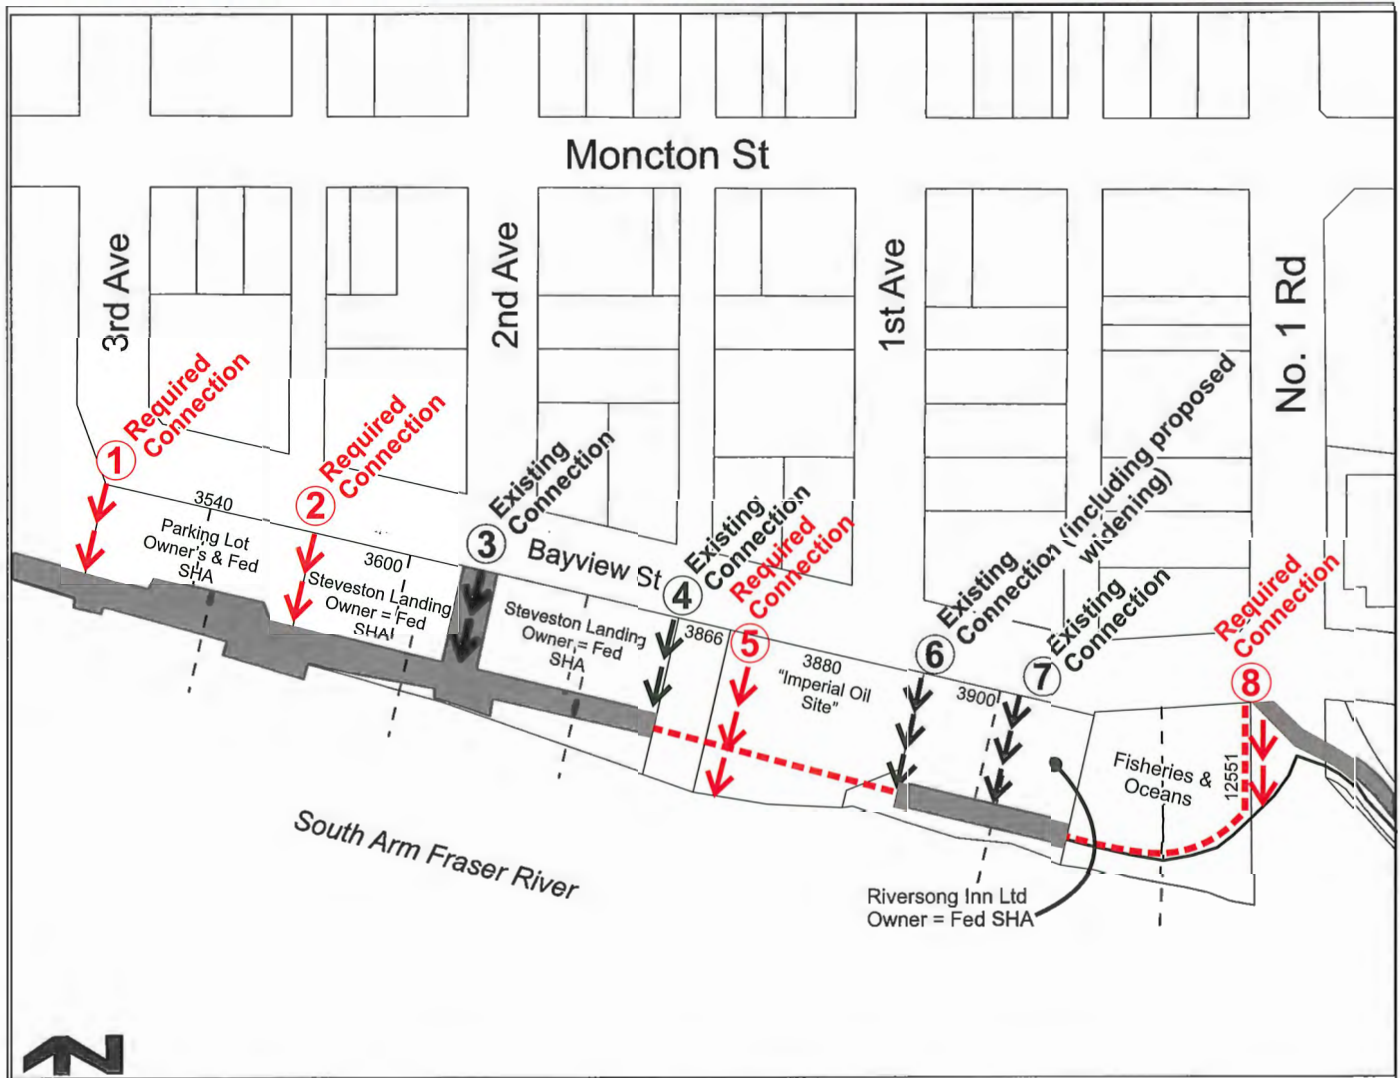 Moncton St
3rd Ave
2nd Ave
1st Ave
No. 1 Rd
1
Required
Connection
2
Required
Connection
3
Existing
Connection
4
Existing
Connection
5
Required
Connection
6
Existing
Connection (including proposed
widening)
7
Existing
Connection
8
Required
Connection
Bayview St
3540
Parking Lot
Owner's & Fed
SHA
3600
Steveston Landing
Owner = Fed
SHA
Steveston Landing
Owner = Fed
SHA
3866
3880
"Imperial Oil
Site"
3900
Fisheries &
Oceans
12551
Riversong Inn Ltd
Owner = Fed SHA
South Arm Fraser River
N